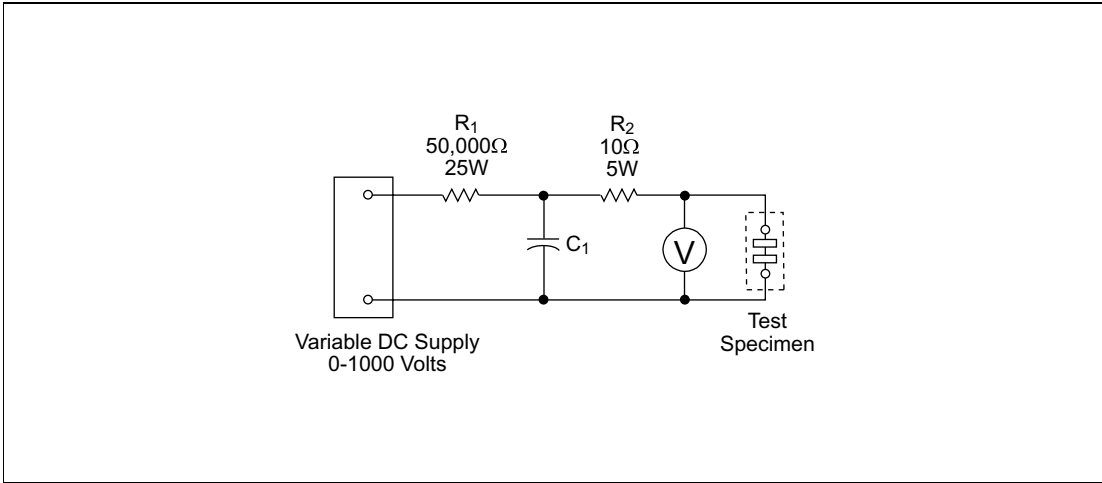 R1
50,000Ω
25W
R2
10Ω
5W
C1
V
Variable DC Supply
0-1000 Volts
Test
Specimen